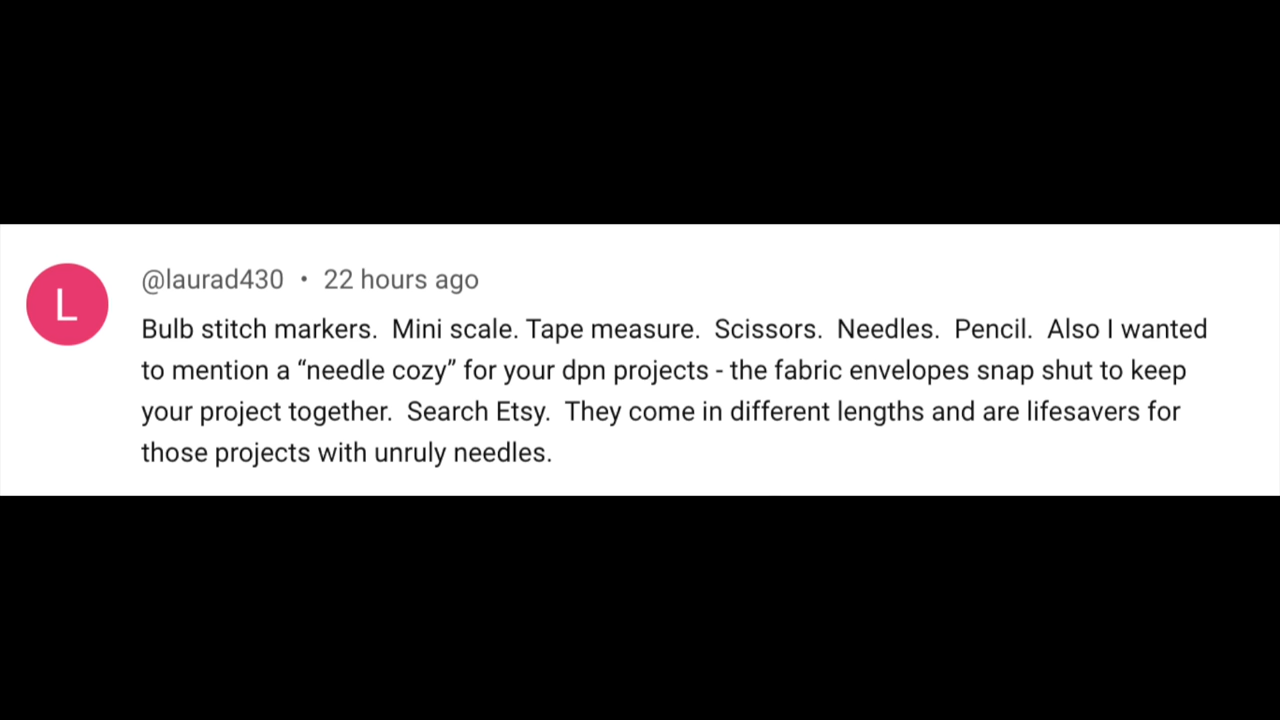 L
@laurad430 • 22 hours ago
Bulb stitch markers.  Mini scale. Tape measure.  Scissors.  Needles.  Pencil.  Also I wanted
to mention a “needle cozy” for your dpn projects - the fabric envelopes snap shut to keep
your project together.  Search Etsy.  They come in different lengths and are lifesavers for
those projects with unruly needles.